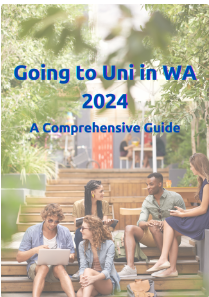 Going to Uni in WA
2024
A Comprehensive Guide